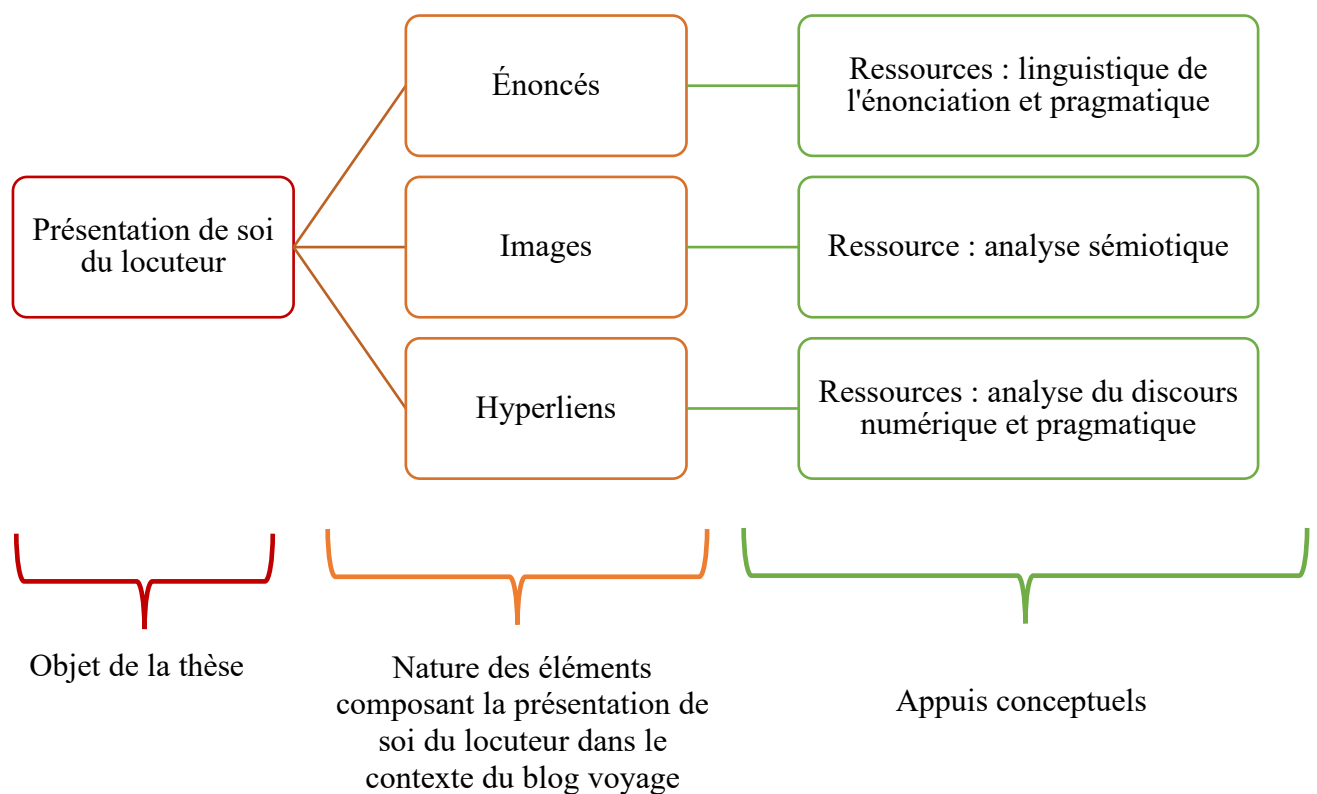 Présentation de soi
du locuteur
Énoncés
Ressources : linguistique de
l'énonciation et pragmatique
Images
Ressource : analyse sémiotique
Hyperliens
Ressources : analyse du discours
numérique et pragmatique
Objet de la thèse
Nature des éléments
composant la présentation de
soi du locuteur dans le
contexte du blog voyage
Appuis conceptuels